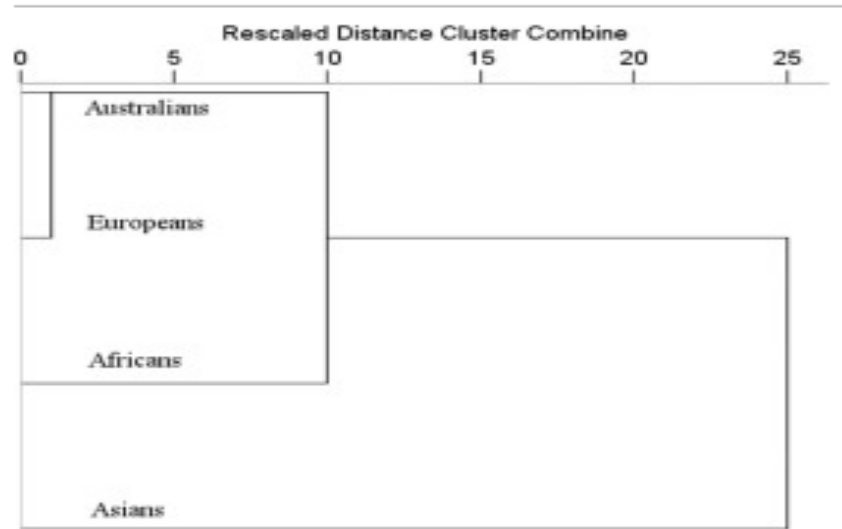 Rescaled Distance Cluster Combine
0 5 10 15 20 25
Australians
Europeans
Africans
Asians